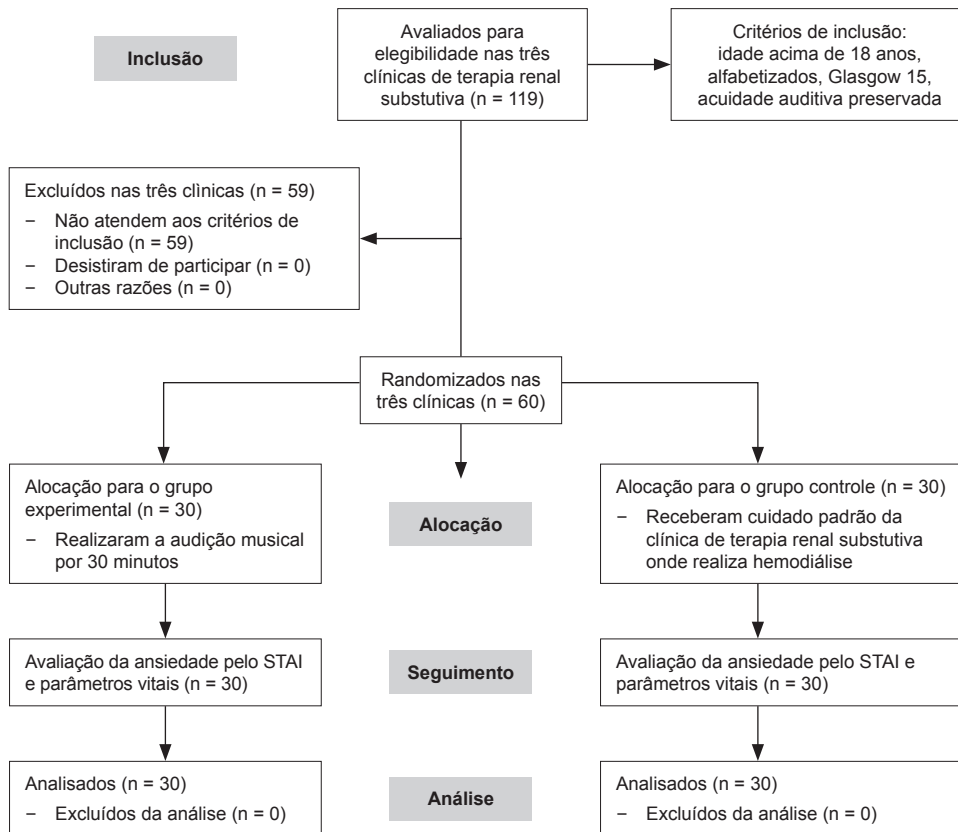 Inclusão
Avaliados para
elegibilidade nas três
clínicas de terapia renal
substutiva (n = 119)
Critérios de inclusão:
idade acima de 18 anos,
alfabetizados, Glasgow 15,
acuidade auditiva preservada
Excluídos nas três clìnicas (n = 59)
– Não atendem aos critérios de
inclusão (n = 59)
– Desistiram de participar (n = 0)
– Outras razões (n = 0)
Randomizados nas
três clínicas (n = 60)
Alocação para o grupo
experimental (n = 30)
– Realizaram a audição musical
por 30 minutos
Alocação
Alocação para o grupo controle (n = 30)
– Receberam cuidado padrão da
clínica de terapia renal substutiva
onde realiza hemodiálise
Avaliação da ansiedade pelo STAI
e parâmetros vitais (n = 30)
Seguimento
Avaliação da ansiedade pelo STAI e
parâmetros vitais (n = 30)
Analisados (n = 30)
– Excluídos da análise (n = 0)
Análise
Analisados (n = 30)
– Excluídos da análise (n = 0)